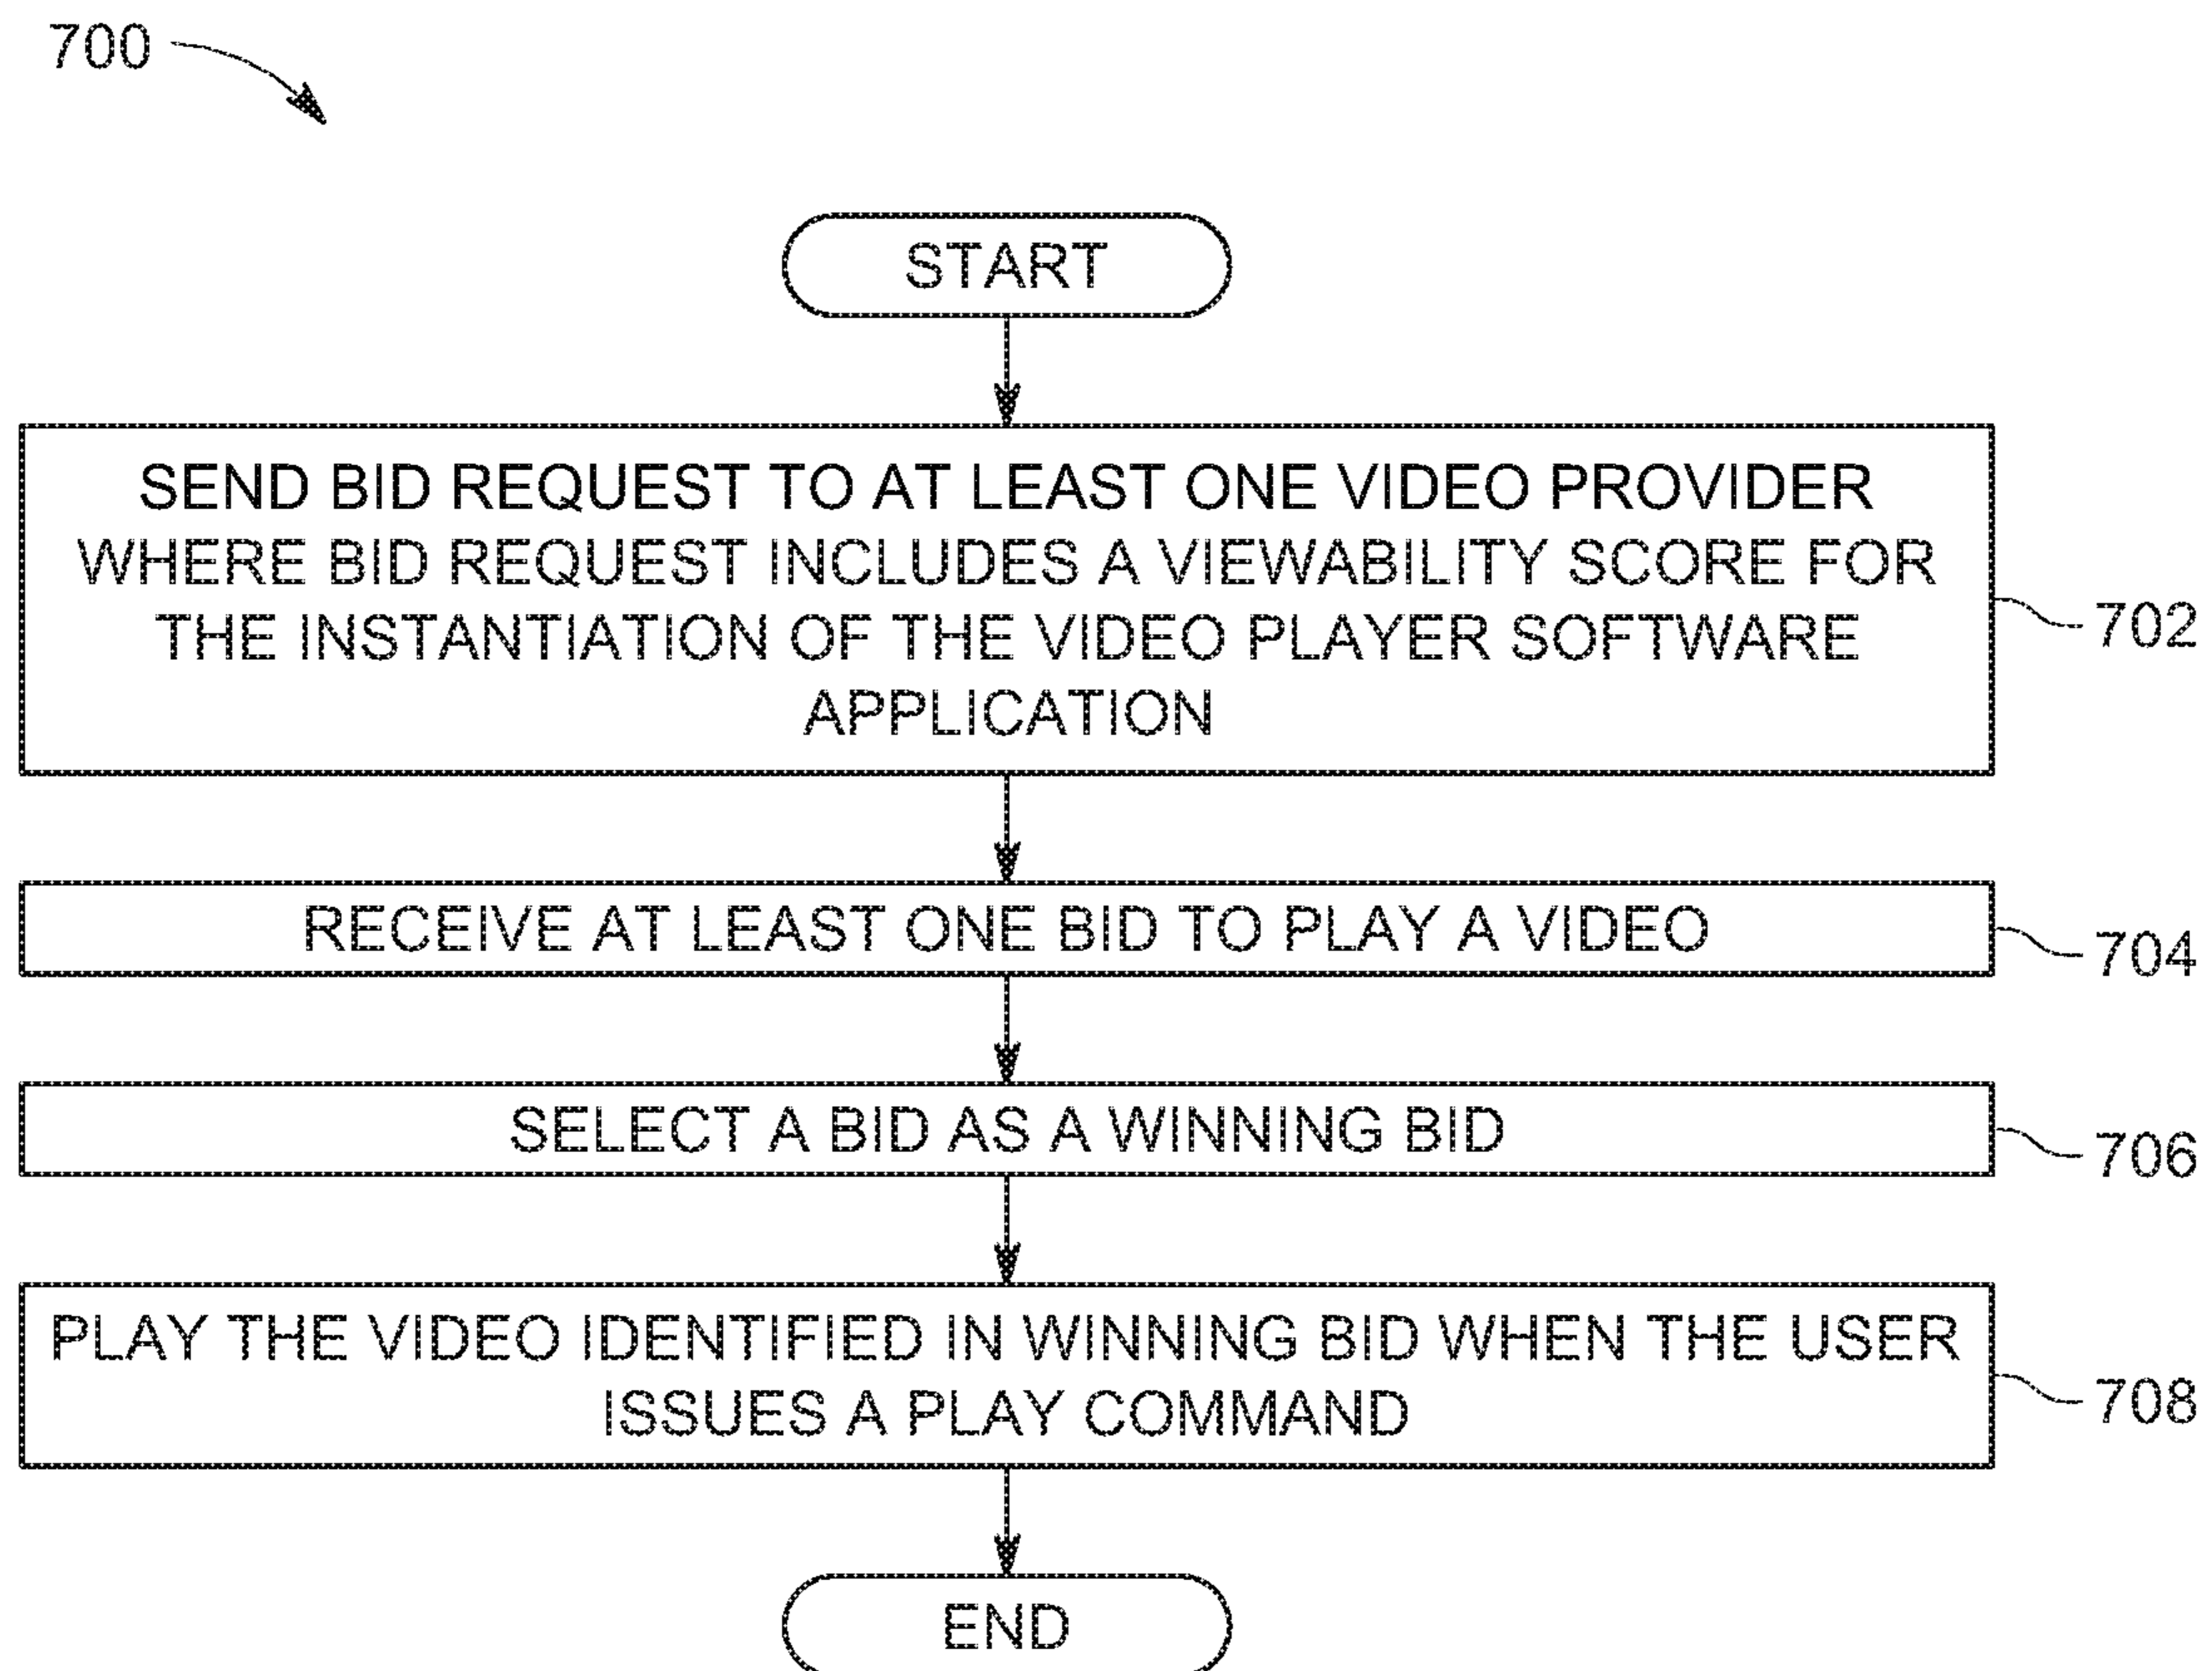 700
START
SEND BID REQUEST TO AT LEAST ONE VIDEO PROVIDER
WHERE BID REQUEST INCLUDES A VIEWABILITY SCORE FOR
THE INSTANTIATION OF THE VIDEO PLAYER SOFTWARE
APPLICATION
702
RECEIVE AT LEAST ONE BID TO PLAY A VIDEO
704
SELECT A BID AS A WINNING BID
706
PLAY THE VIDEO IDENTIFIED IN WINNING BID WHEN THE USER
ISSUES A PLAY COMMAND
708
END